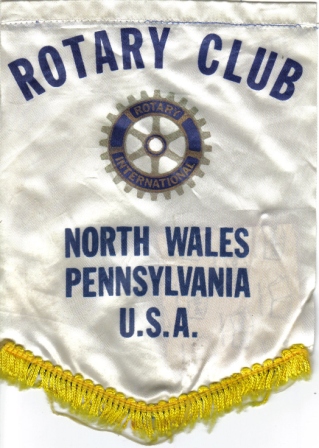 ROTARY CLUB
ROTARY
INTERNATIONAL
NORTH WALES
PENNSYLVANIA
U.S.A.